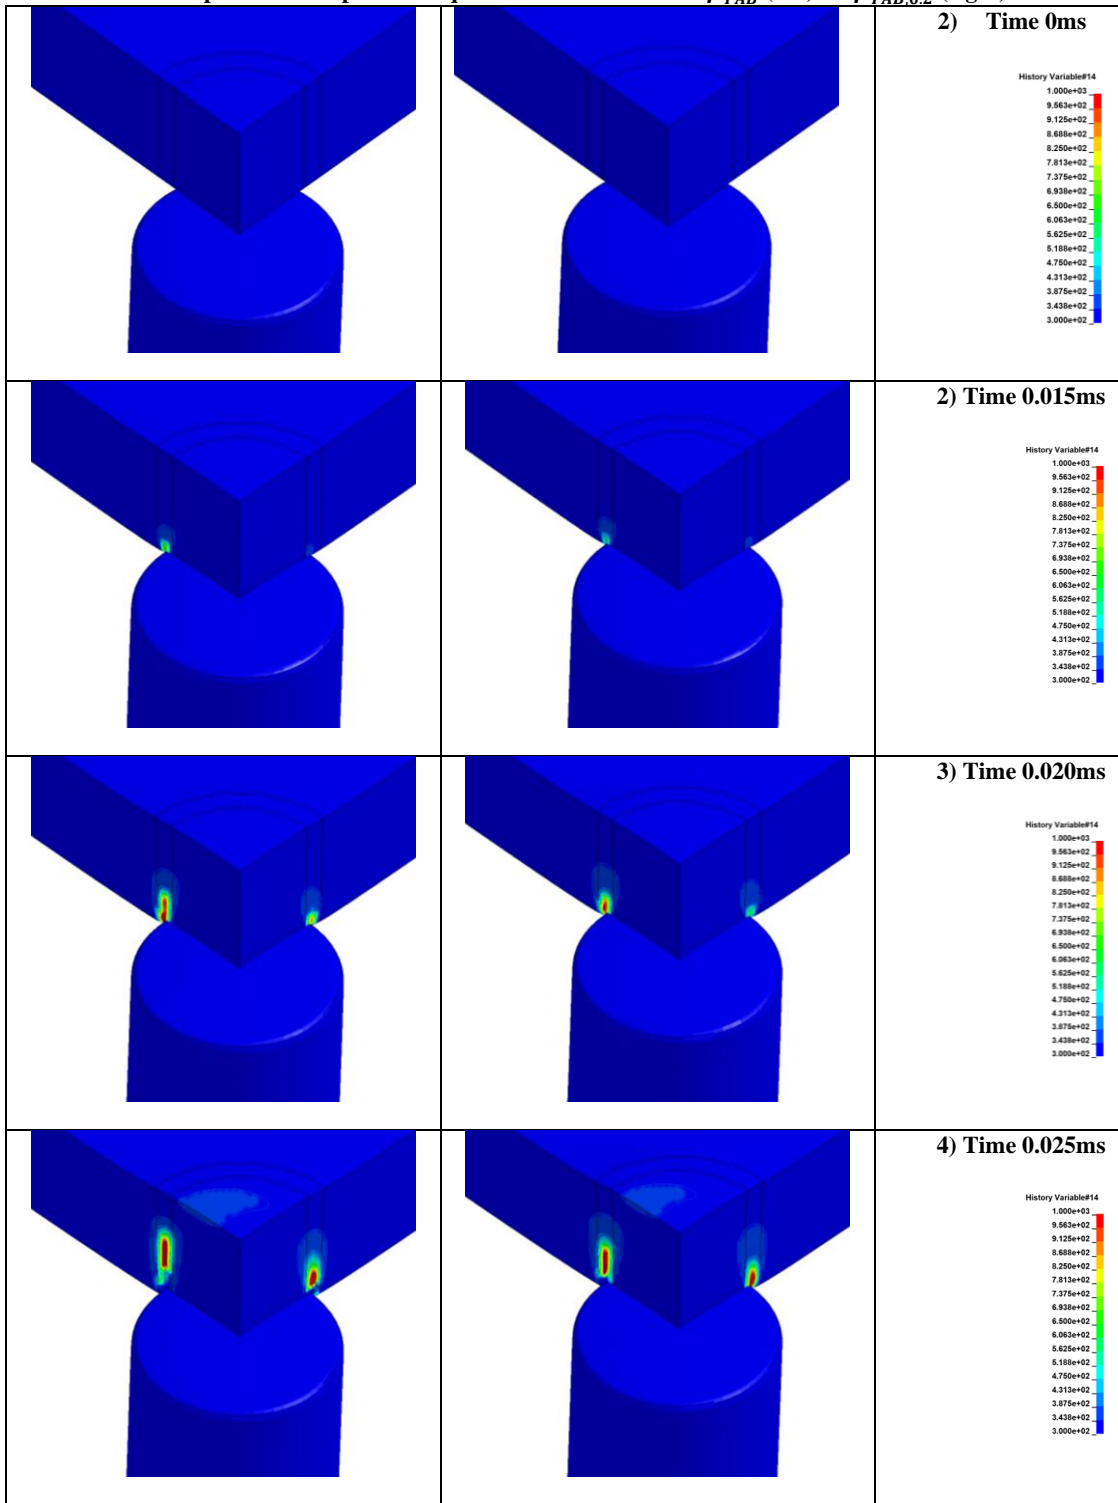 2) Time 0ms
History Variable#14
1.000e+03
9.563e+02
9.125e+02
8.688e+02
8.250e+02
7.813e+02
7.375e+02
6.938e+02
6.500e+02
6.063e+02
5.625e+02
5.188e+02
4.750e+02
4.313e+02
3.875e+02
3.438e+02
3.000e+02
2) Time 0.015ms
History Variable#14
1.000e+03
9.563e+02
9.125e+02
8.688e+02
8.250e+02
7.813e+02
7.375e+02
6.938e+02
6.500e+02
6.063e+02
5.625e+02
5.188e+02
4.750e+02
4.313e+02
3.875e+02
3.438e+02
3.000e+02
3) Time 0.020ms
History Variable#14
1.000e+03
9.563e+02
9.125e+02
8.688e+02
8.250e+02
7.813e+02
7.375e+02
6.938e+02
6.500e+02
6.063e+02
5.625e+02
5.188e+02
4.750e+02
4.313e+02
3.875e+02
3.438e+02
3.000e+02
4) Time 0.025ms
History Variable#14
1.000e+03
9.563e+02
9.125e+02
8.688e+02
8.250e+02
7.813e+02
7.375e+02
6.938e+02
6.500e+02
6.063e+02
5.625e+02
5.188e+02
4.750e+02
4.313e+02
3.875e+02
3.438e+02
3.000e+02